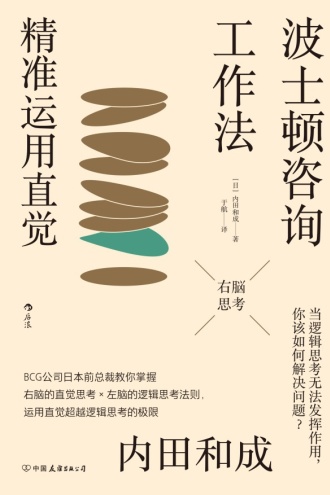 波士顿咨询
工作法
精准运用直觉
[日]内田和成——著
于航——译
右脑
思考
当逻辑思考无法发挥作用，
你该如何解决问题？
后浪
BCG公司日本前总裁教你掌握
右脑的直觉思考×左脑的逻辑思考法则，
运用直觉超越逻辑思考的极限
内田和成
中国友谊出版公司